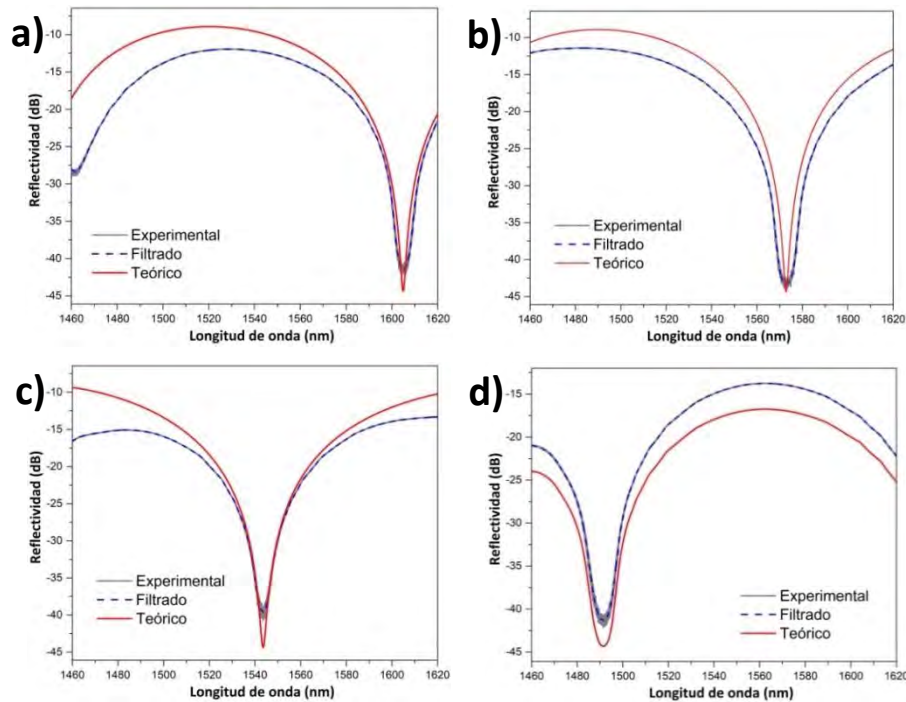 a)
-10
-15
-20
-25
-30
-35
-40
-45
Reflectividad (dB)
Experimental
Filtrado
Teórico
1460 1480 1500 1520 1540 1560 1580 1600 1620
Longitud de onda (nm)
b)
-10
-15
-20
-25
-30
-35
-40
-45
Reflectividad (dB)
Experimental
Filtrado
Teórico
1460 1480 1500 1520 1540 1560 1580 1600 1620
Longitud de onda (nm)
c)
-10
-15
-20
-25
-30
-35
-40
-45
Reflectividad (dB)
Experimental
Filtrado
Teórico
1460 1480 1500 1520 1540 1560 1580 1600 1620
Longitud de onda (nm)
d)
-15
-20
-25
-30
-35
-40
-45
Reflectividad (dB)
Experimental
Filtrado
Teórico
1460 1480 1500 1520 1540 1560 1580 1600 1620
Longitud de onda (nm)